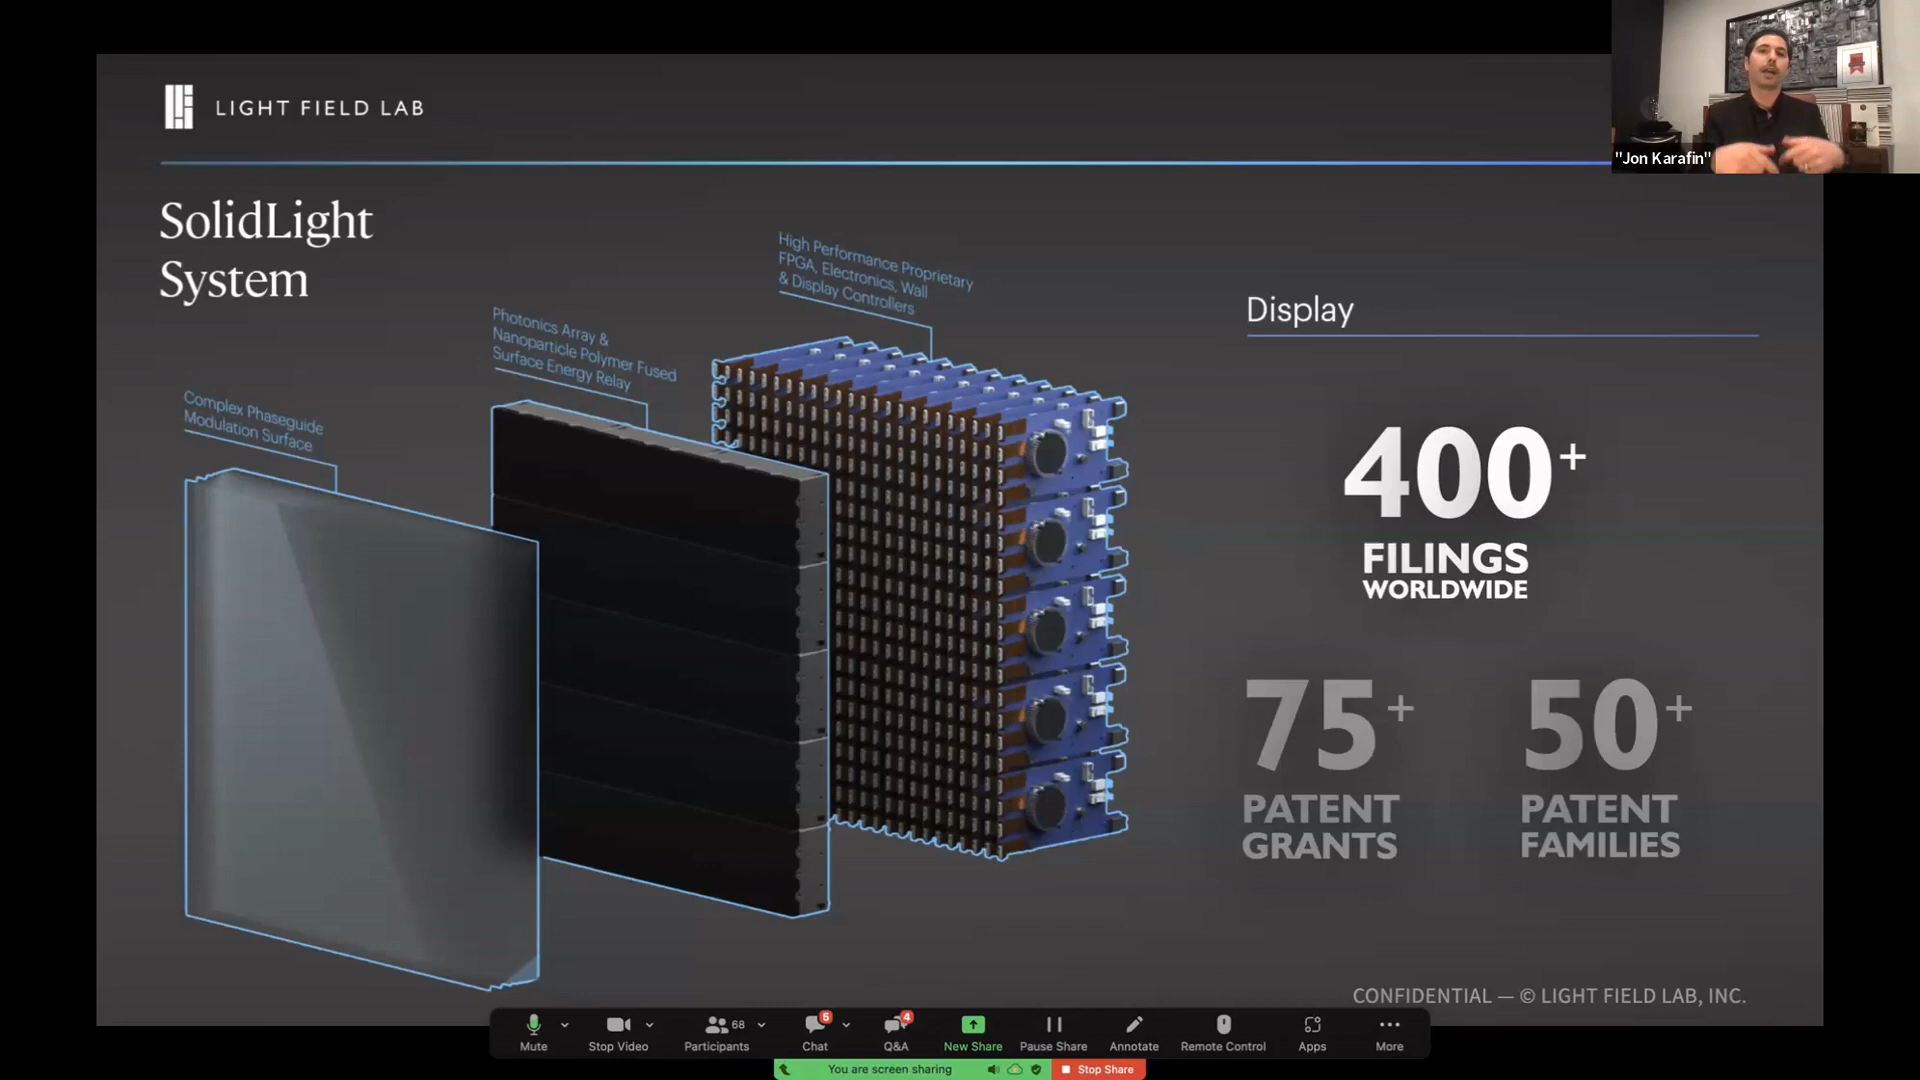 LIGHT FIELD LAB
"Jon Karafin"
SolidLight
System
High Performance Proprietary
FPGA, Electronics, Wall
& Display Controllers
Photonics Array &
Nanoparticle Polymer Fused
Surface Energy Relay
Complex Phaseguide
Modulation Surface
Display
400+
FILINGS
WORLDWIDE
75+
PATENT
GRANTS
50+
PATENT
FAMILIES
CONFIDENTIAL — © LIGHT FIELD LAB, INC.
68
5
4
Mute
Stop Video
Participants
Chat
Q&A
New Share
Pause Share
Annotate
Remote Control
Apps
More
You are screen sharing
Stop Share